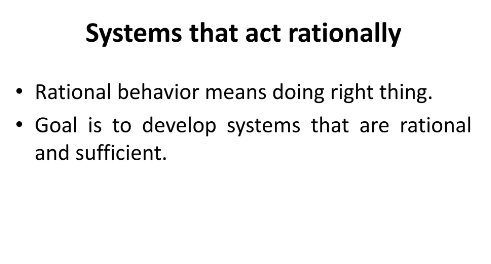 Systems that act rationally
• Rational behavior means doing right thing.
• Goal is to develop systems that are rational
and sufficient.